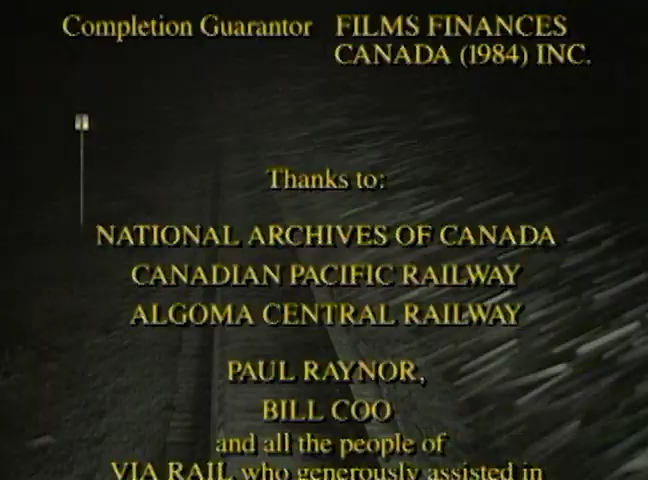 Completion Guarantor FILMS FINANCES
CANADA (1984) INC.
Thanks to:
NATIONAL ARCHIVES OF CANADA
CANADIAN PACIFIC RAILWAY
ALGOMA CENTRAL RAILWAY
PAUL RAYNOR,
BILL COO
and all the people of
VIA RAIL who generously assisted in